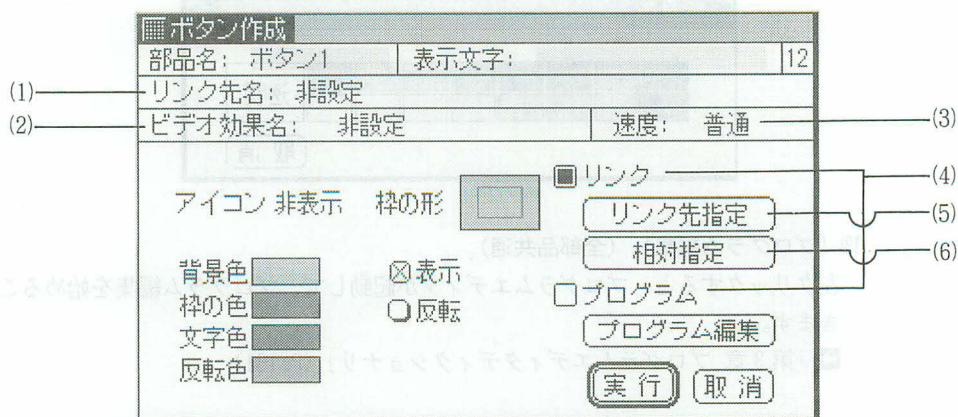 ボタン作成
部品名: ボタン1 表示文字: 12
(1) リンク先名: 非設定
(2) ビデオ効果名: 非設定 速度: 普通 (3)
リンク (4)
アイコン 非表示 枠の形
リンク先指定 (5)
相対指定 (6)
背景色 表示
枠の色 反転 プログラム
文字色 プログラム編集
反転色
実行 取消